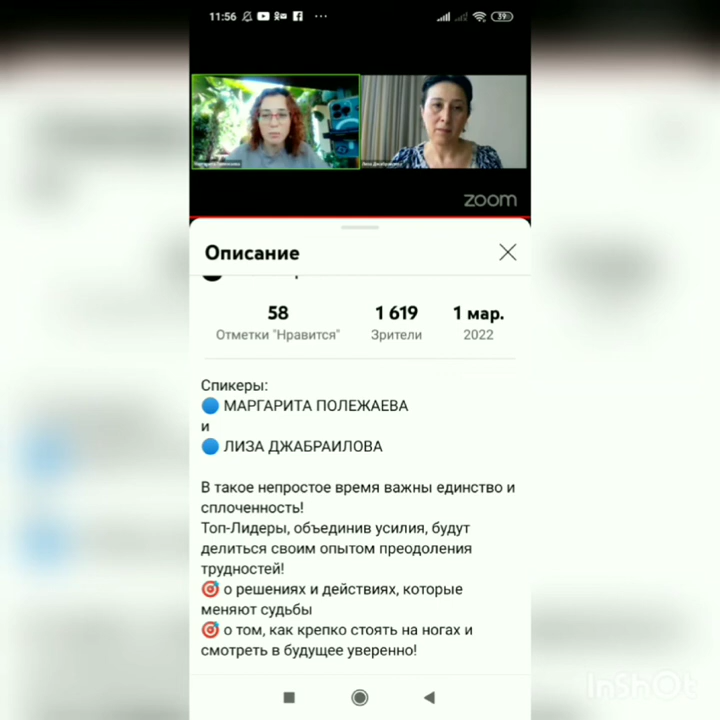 11:56
39
zoom
Описание
58
1 619
1 мар.
Отметки "Нравится"
Зрители
2022
Спикеры:
🔵 МАРГАРИТА ПОЛЕЖАЕВА
и
🔵 ЛИЗА ДЖАБРАИЛОВА
В такое непростое время важны единство и
сплоченность!
Топ-Лидеры, объединив усилия, будут
делиться своим опытом преодоления
трудностей!
🎯 о решениях и действиях, которые
меняют судьбы
🎯 о том, как крепко стоять на ногах и
смотреть в будущее уверенно!
InShOt